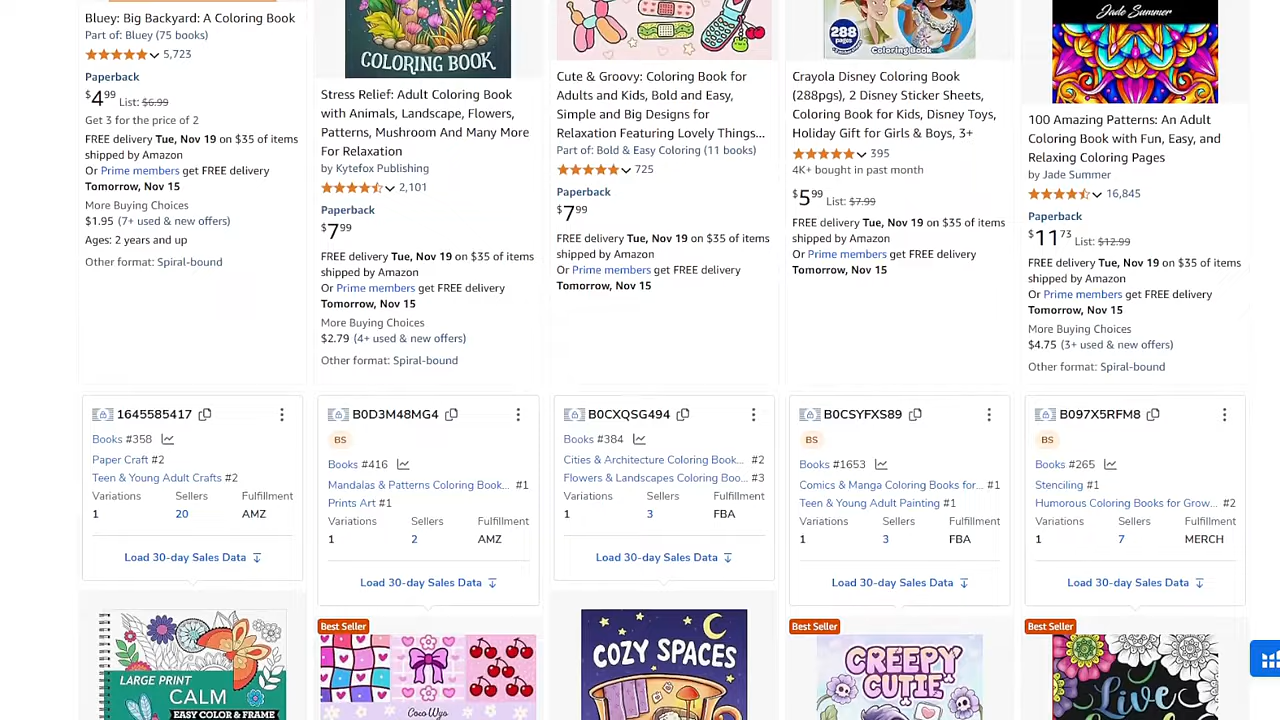 Bluey: Big Backyard: A Coloring Book
Part of: Bluey (75 books)
5,723
Paperback
$4.99 List: $6.99
Get 3 for the price of 2
FREE delivery Tue, Nov 19 on $35 of items
shipped by Amazon
Or Prime members get FREE delivery
Tomorrow, Nov 15
More Buying Choices
$1.95 (7+ used & new offers)
Ages: 2 years and up
Other format: Spiral-bound
COLORING BOOK
Stress Relief: Adult Coloring Book
with Animals, Landscape, Flowers,
Patterns, Mushroom And Many More
For Relaxation
by Kytefox Publishing
2,101
Paperback
$7.99
FREE delivery Tue, Nov 19 on $35 of items
shipped by Amazon
Or Prime members get FREE delivery
Tomorrow, Nov 15
More Buying Choices
$2.79 (4+ used & new offers)
Other format: Spiral-bound
Cute & Groovy: Coloring Book for
Adults and Kids, Bold and Easy,
Simple and Big Designs for
Relaxation Featuring Lovely Things...
Part of: Bold & Easy Coloring (11 books)
725
Paperback
$7.99
FREE delivery Tue, Nov 19 on $35 of items
shipped by Amazon
Or Prime members get FREE delivery
Tomorrow, Nov 15
288
pages
Coloring Book
Crayola Disney Coloring Book
(288pgs), 2 Disney Sticker Sheets,
Coloring Book for Kids, Disney Toys,
Holiday Gift for Girls & Boys, 3+
395
4K+ bought in past month
$5.99 List: $7.99
FREE delivery Tue, Nov 19 on $35 of items
shipped by Amazon
Or Prime members get FREE delivery
Tomorrow, Nov 15
Jade Summer
100 Amazing Patterns: An Adult
Coloring Book with Fun, Easy, and
Relaxing Coloring Pages
by Jade Summer
16,845
Paperback
$11.73 List: $12.99
FREE delivery Tue, Nov 19 on $35 of items
shipped by Amazon
Or Prime members get FREE delivery
Tomorrow, Nov 15
More Buying Choices
$4.75 (3+ used & new offers)
Other format: Spiral-bound
1645585417
Books #358
Paper Craft #2
Teen & Young Adult Crafts #2
Variations Sellers Fulfillment
1 20 AMZ
Load 30-day Sales Data
B0D3M48MG4
BS
Books #416
Mandalas & Patterns Coloring Book... #1
Prints Art #1
Variations Sellers Fulfillment
1 2 AMZ
Load 30-day Sales Data
B0CXQSG494
Books #384
Cities & Architecture Coloring Book... #2
Flowers & Landscapes Coloring Boo... #3
Variations Sellers Fulfillment
1 3 FBA
Load 30-day Sales Data
B0CSYFXS89
BS
Books #1653
Comics & Manga Coloring Books for... #1
Teen & Young Adult Painting #1
Variations Sellers Fulfillment
1 3 FBA
Load 30-day Sales Data
B097X5RFM8
BS
Books #265
Stenciling #1
Humorous Coloring Books for Grow... #2
Variations Sellers Fulfillment
1 7 MERCH
Load 30-day Sales Data
LARGE PRINT
CALM
EASY COLOR & FRAME
Best Seller
Coco Wyo
COZY SPACES
Best Seller
CREEPY
CUTIE
Best Seller
Live